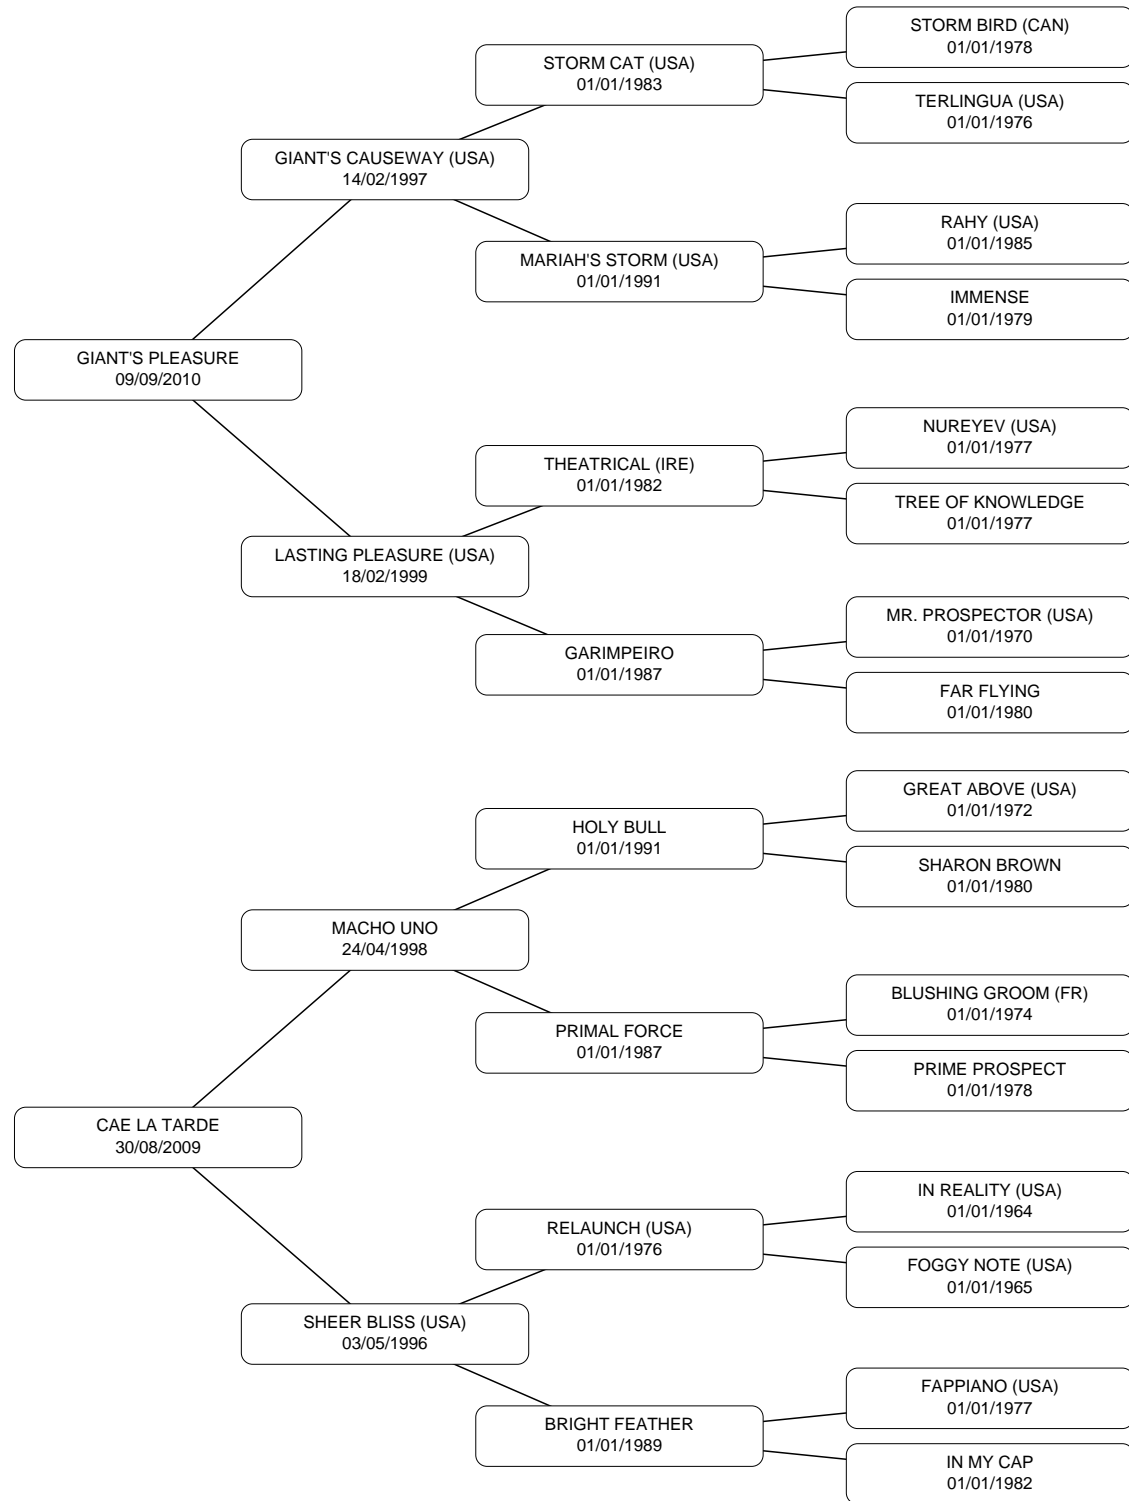 STORM BIRD (CAN)
01/01/1978
STORM CAT (USA)
01/01/1983
TERLINGUA (USA)
01/01/1976
GIANT'S CAUSEWAY (USA)
14/02/1997
RAHY (USA)
01/01/1985
MARIAH'S STORM (USA)
01/01/1991
IMMENSE
01/01/1979
GIANT'S PLEASURE
09/09/2010
NUREYEV (USA)
01/01/1977
THEATRICAL (IRE)
01/01/1982
TREE OF KNOWLEDGE
01/01/1977
LASTING PLEASURE (USA)
18/02/1999
MR. PROSPECTOR (USA)
01/01/1970
GARIMPEIRO
01/01/1987
FAR FLYING
01/01/1980
GREAT ABOVE (USA)
01/01/1972
HOLY BULL
01/01/1991
SHARON BROWN
01/01/1980
MACHO UNO
24/04/1998
BLUSHING GROOM (FR)
01/01/1974
PRIMAL FORCE
01/01/1987
PRIME PROSPECT
01/01/1978
CAE LA TARDE
30/08/2009
IN REALITY (USA)
01/01/1964
RELAUNCH (USA)
01/01/1976
FOGGY NOTE (USA)
01/01/1965
SHEER BLISS (USA)
03/05/1996
FAPPIANO (USA)
01/01/1977
BRIGHT FEATHER
01/01/1989
IN MY CAP
01/01/1982